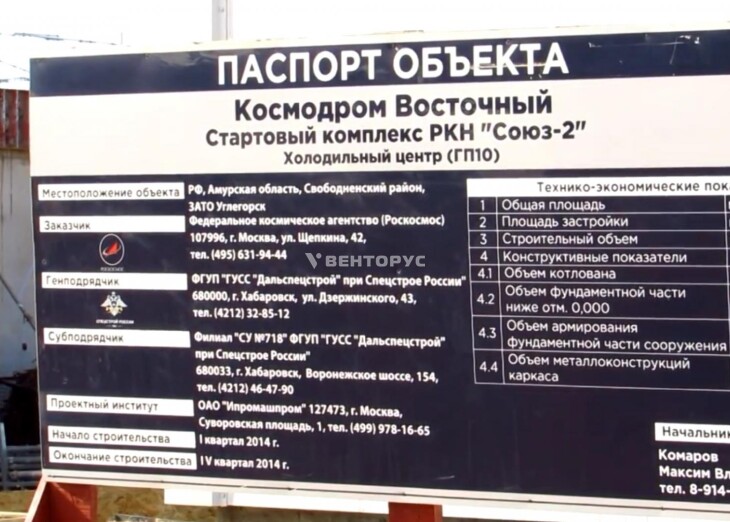 ПАСПОРТ ОБЪЕКТА
Космодром Восточный
Стартовый комплекс РКН "Союз-2"
Холодильный центр (ГП10)
Местоположение объекта
РФ, Амурская область, Свободненский район,
ЗАТО Углегорск
Заказчик
Федеральное космическое агентство (Роскосмос)
107996, г. Москва, ул. Щепкина, 42,
тел. (495) 631-94-44
ВЕНТОРУС
Генподрядчик
ФГУП "ГУСС "Дальспецстрой" при Спецстрое России"
680000, г. Хабаровск, ул. Дзержинского, 43,
тел. (4212) 32-85-12
Субподрядчик
Филиал "СУ №718" ФГУП "ГУСС "Дальспецстрой"
при Спецстрое России"
680033, г. Хабаровск, Воронежское шоссе, 154,
тел. (4212) 46-47-90
Проектный институт
ОАО "Ипромашпром" 127473, г. Москва,
Суворовская площадь, 1, тел. (499) 978-16-65
Начало строительства
I квартал 2014 г.
Окончание строительства
IV квартал 2014 г.
Технико-экономические пока
1 Общая площадь
2 Площадь застройки
3 Строительный объем
4 Конструктивные показатели
4.1 Объем котлована
4.2 Объем фундаментной части
ниже отм. 0,000
4.3 Объем армирования
фундаментной части сооружения
4.4 Объем металлоконструкций
каркаса
Начальник
Комаров
Максим Вл
тел. 8-914-